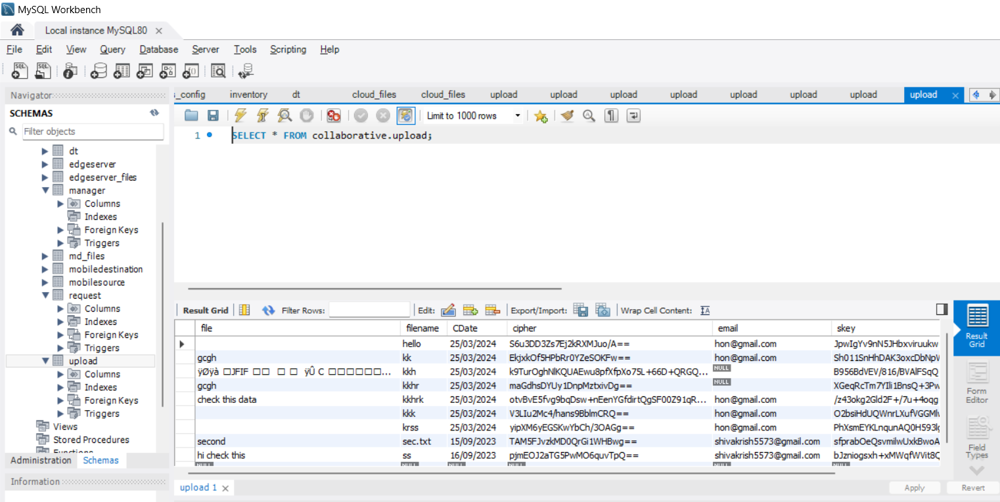 MySQL Workbench
Local instance MySQL80
File Edit View Query Database Server Tools Scripting Help
Navigator
SCHEMAS
Filter objects
dt
edgeserver
edgeserver_files
manager
Columns
Indexes
Foreign Keys
Triggers
md_files
mobiledestination
mobilesource
request
Columns
Indexes
Foreign Keys
Triggers
upload
Columns
Indexes
Foreign Keys
Triggers
Views
Stored Procedures
Functions
Administration Schemas
Information
s_config inventory dt cloud_files cloud_files upload upload upload upload upload upload upload upload
Limit to 1000 rows
1 SELECT * FROM collaborative.upload;
Result Grid Filter Rows: Edit: Export/Import: Wrap Cell Content:
file filename CDate cipher email skey
hello 25/03/2024 S6u3DD3Zs7Ej2kRXMJuo/A== hon@gmail.com JpwIgYv9nN5JHbxviruukw
gcgh kk 25/03/2024 EkjxkOf5HPbRr0YZeSOKFw== hon@gmail.com Sh011SnHhDAK3oxcDbNpW
ÿØÿà JFIF ÿÛ C ... kkh 25/03/2024 k9TurOghNlKQUAEwu8pfXfpXo75L+66D+QRGQ... NULL B956BdVEV/816/BVAlFSqQ
gcgh kkhr 25/03/2024 maGdhsDYUy1DnpMztxivDg== NULL XGeqRcTm7YIli1BnsQ+3Pw
check this data kkhrk 25/03/2024 otvBvE5fvg9bqDsw+nEenYGfdirtQgSF00Z91qR... hon@gmail.com /z43okg2Gld2F+/7u+4oqg
kkk 25/03/2024 V3LIu2Mc4/hans9BblmCRQ== hon@gmail.com O2bsiHdUQWnrLXufVGGMlw
krss 25/03/2024 yipXM6yEGSKwYbCh/3OAGg== hon@gmail.com PhXsmEYKLnqunAQ0H593lg
second sec.txt 15/09/2023 TAM5FJvzkMD0QrGi1WHBwg== shivakrish5573@gmail.com sfprabOeQsvmilwUxkBwoA
hi check this ss 16/09/2023 pjmEOJ2aTG5PwMO6quvTpQ== shivakrish5573@gmail.com bJzniogsxh+xMWqfWVit8Q
NULL NULL NULL NULL NULL NULL
Result Grid
Form Editor
Field Types
upload 1
Apply Revert